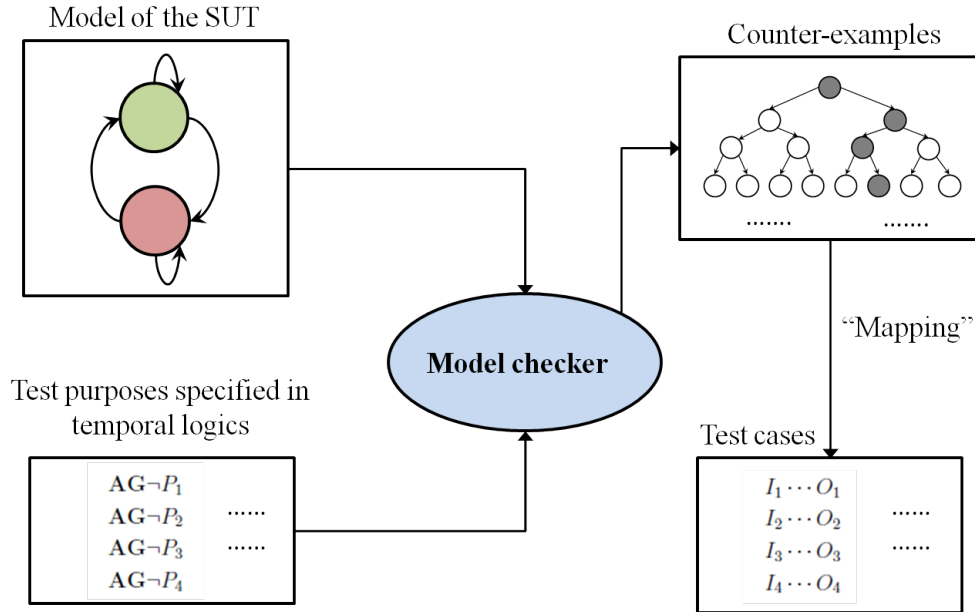 Model of the SUT
Counter-examples
.......
.......
“Mapping”
Model checker
Test purposes specified in
temporal logics
AG¬P₁
AG¬P₂ ......
AG¬P₃ ......
AG¬P₄
Test cases
I₁ ··· O₁
I₂ ··· O₂ ......
I₃ ··· O₃ ......
I₄ ··· O₄